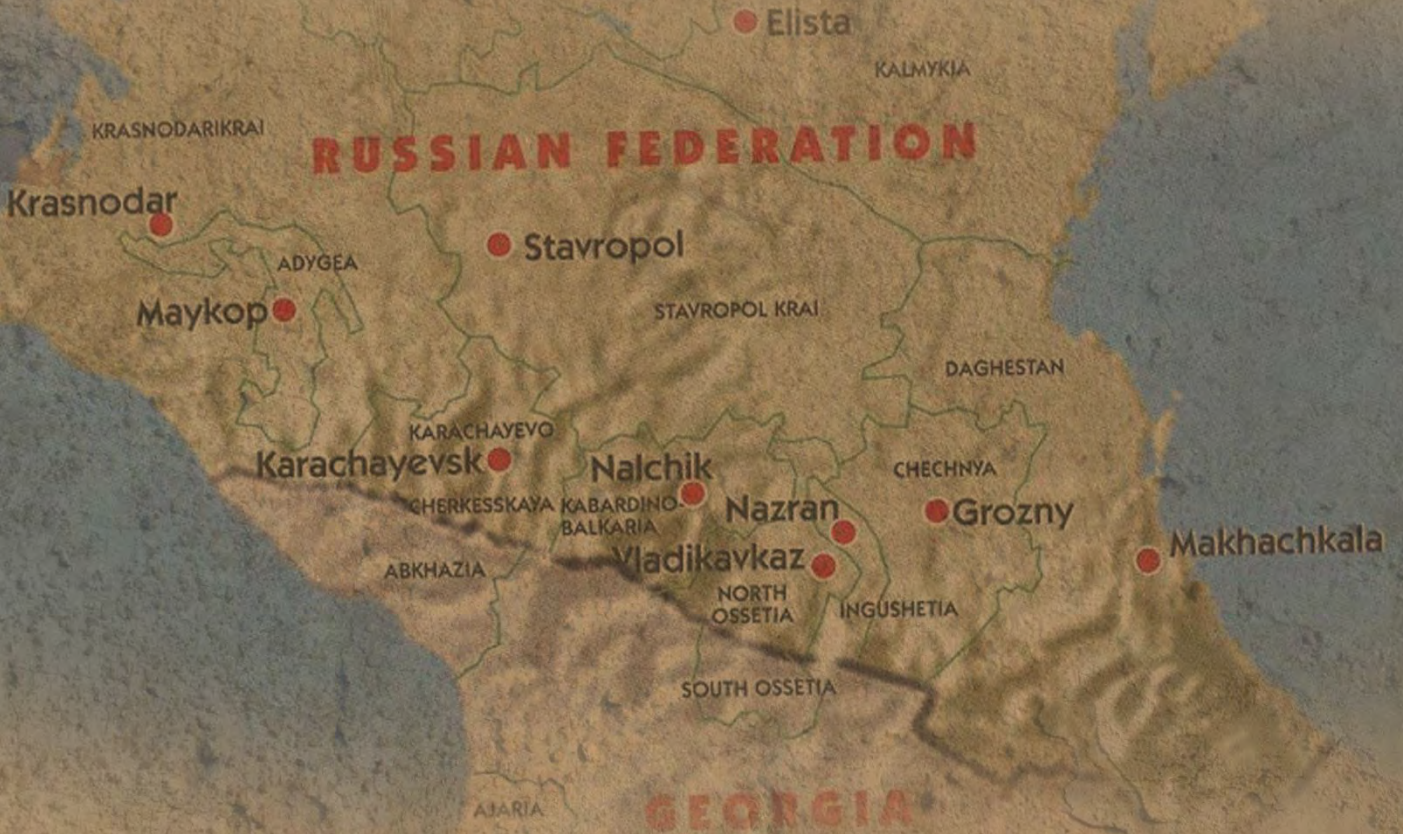 Elista
KALMYKIA
KRASNODARIKRAI
RUSSIAN FEDERATION
Krasnodar
Stavropol
ADYGEA
Maykop
STAVROPOL KRAI
DAGHESTAN
KARACHAYEVO
Karachayevsk
CHERKESSKAYA
Nalchik
KABARDINO-
BALKARIA
CHECHNYA
Nazran
Grozny
Makhachkala
Vladikavkaz
ABKHAZIA
NORTH
OSSETIA
INGUSHETIA
SOUTH OSSETIA
AJARIA
GEORGIA